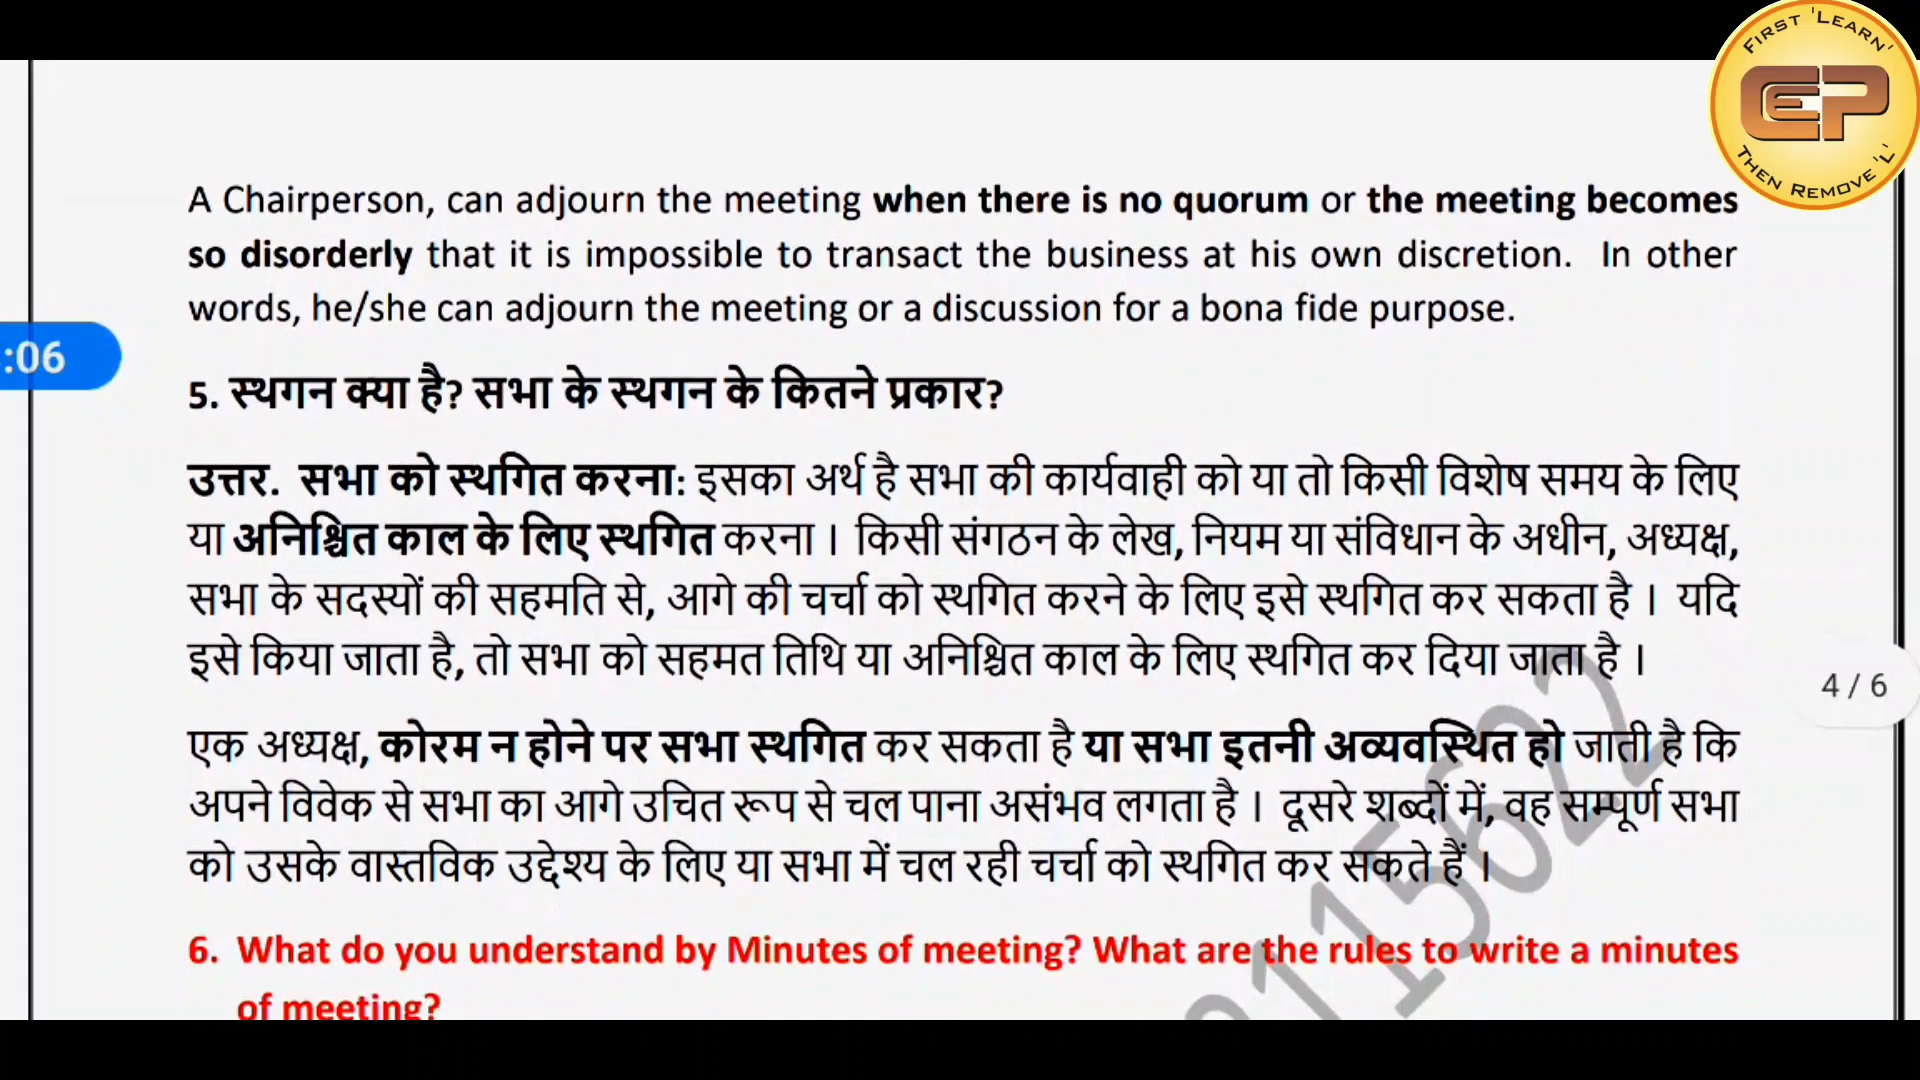 FIRST 'LEARN'
EP
THEN REMOVE 'L'
A Chairperson, can adjourn the meeting when there is no quorum or the meeting becomes
so disorderly that it is impossible to transact the business at his own discretion. In other
words, he/she can adjourn the meeting or a discussion for a bona fide purpose.
:06
5. स्थगन क्या है? सभा के स्थगन के कितने प्रकार?
उत्तर. सभा को स्थगित करना: इसका अर्थ है सभा की कार्यवाही को या तो किसी विशेष समय के लिए
या अनिश्चित काल के लिए स्थगित करना । किसी संगठन के लेख, नियम या संविधान के अधीन, अध्यक्ष,
सभा के सदस्यों की सहमति से, आगे की चर्चा को स्थगित करने के लिए इसे स्थगित कर सकता है । यदि
इसे किया जाता है, तो सभा को सहमत तिथि या अनिश्चित काल के लिए स्थगित कर दिया जाता है ।
4 / 6
एक अध्यक्ष, कोरम न होने पर सभा स्थगित कर सकता है या सभा इतनी अव्यवस्थित हो जाती है कि
अपने विवेक से सभा का आगे उचित रूप से चल पाना असंभव लगता है । दूसरे शब्दों में, वह सम्पूर्ण सभा
को उसके वास्तविक उद्देश्य के लिए या सभा में चल रही चर्चा को स्थगित कर सकते हैं ।
6. What do you understand by Minutes of meeting? What are the rules to write a minutes
of meeting?